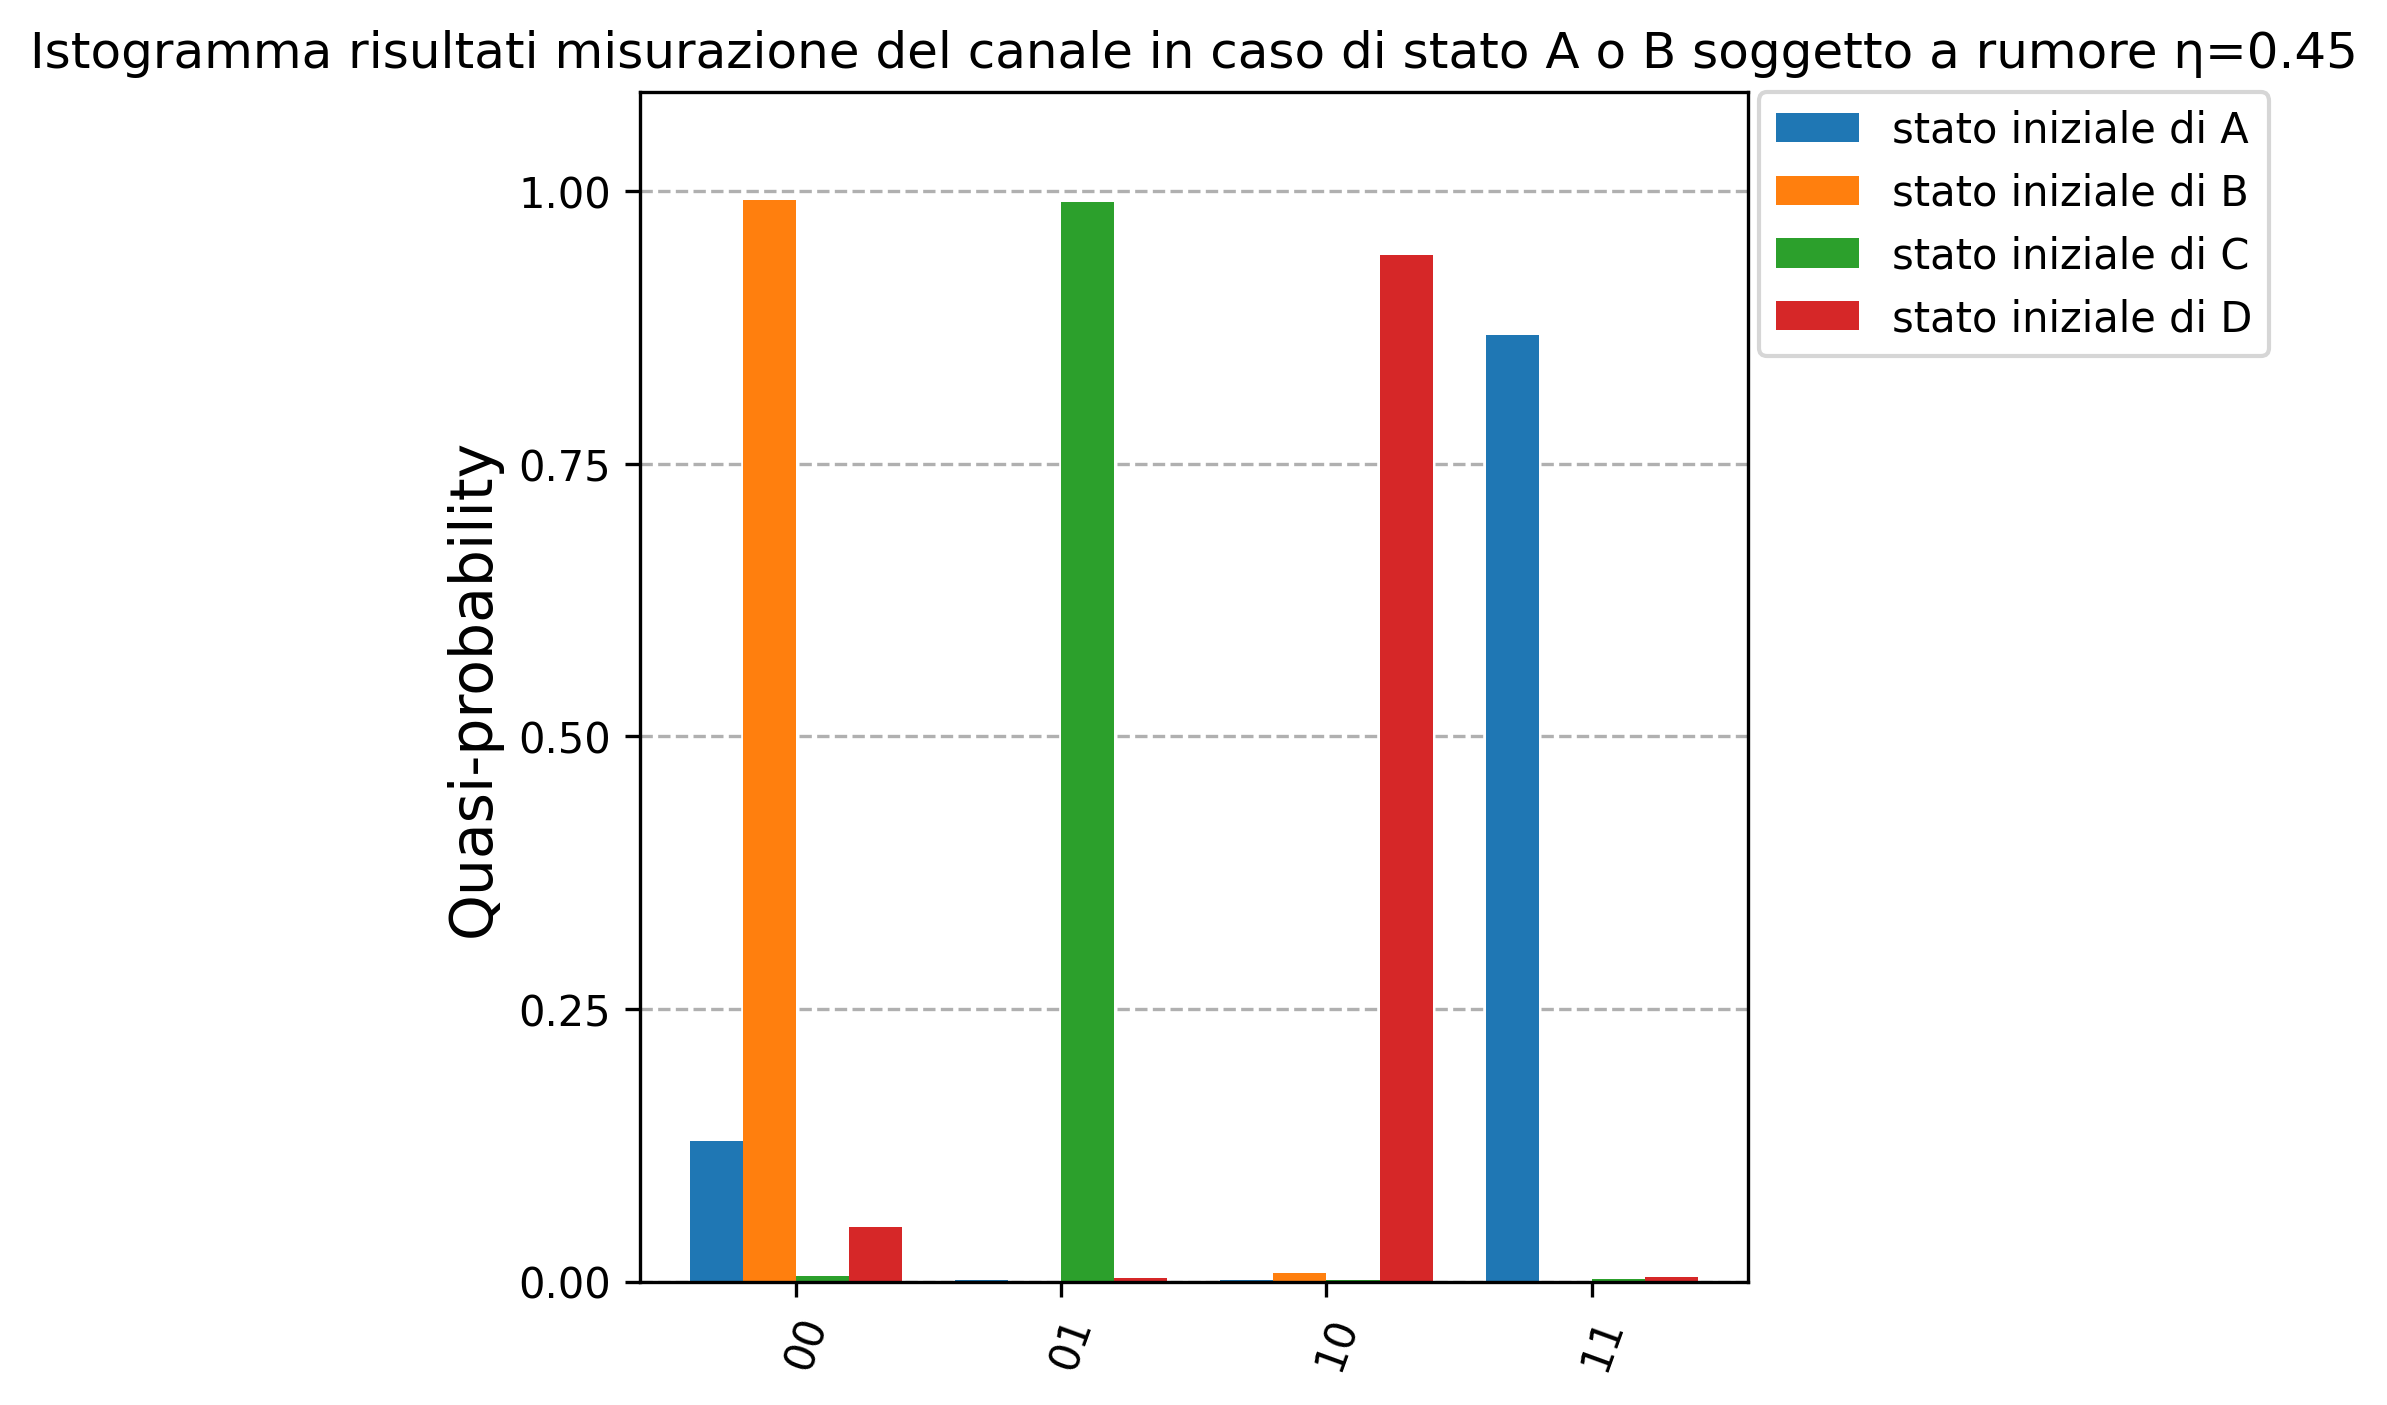 Istogramma risultati misurazione del canale in caso di stato A o B soggetto a rumore η=0.45
stato iniziale di A
stato iniziale di B
stato iniziale di C
stato iniziale di D
Quasi-probability
1.00
0.75
0.50
0.25
0.00
00
01
10
11